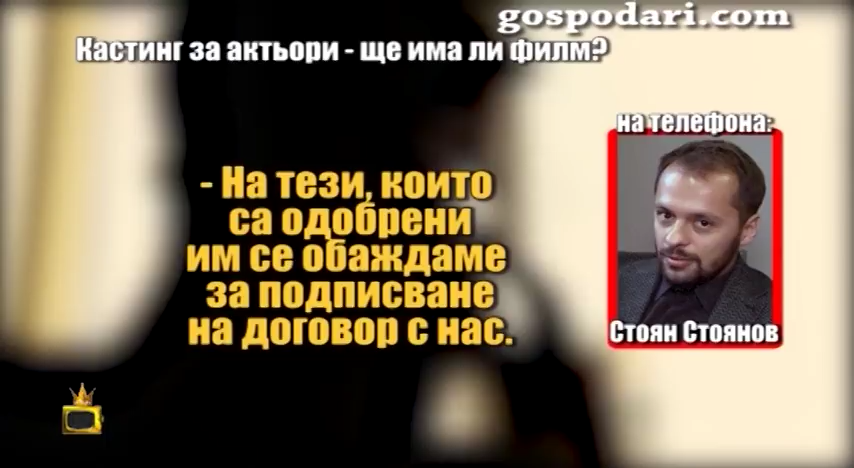 gospodari.com
Кастинг за актьори - ще има ли филм?
на телефона:
- На тези, които
са одобрени
им се обаждаме
за подписване
на договор с нас.
Стоян Стоянов